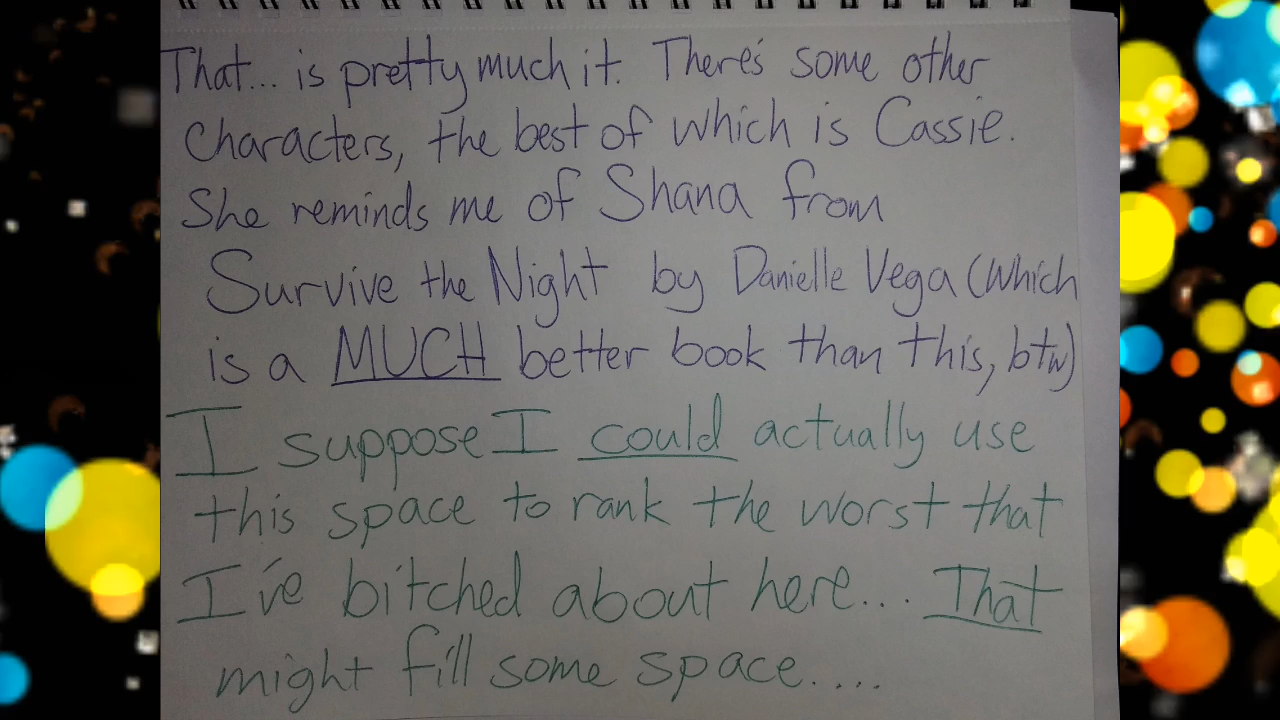 That... is pretty much it. There's some other
Characters, the best of which is Cassie.
She reminds me of Shana from
Survive the Night by Danielle Vega (which
is a MUCH better book than this, btw)
I suppose I could actually use
this space to rank the worst that
I've bitched about here... That
might fill some space....